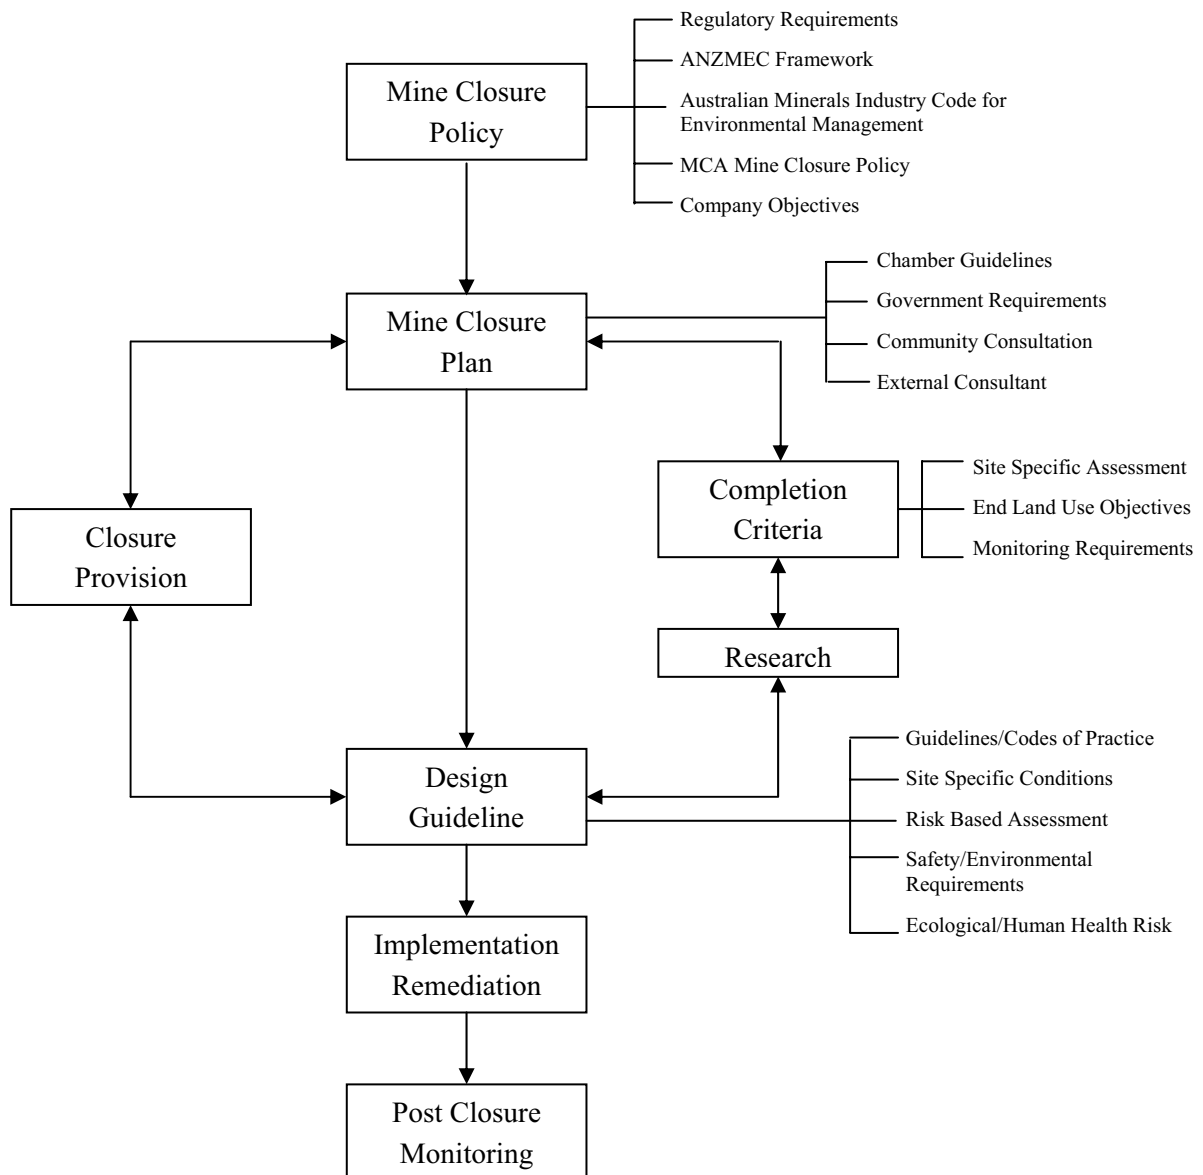 Regulatory Requirements
ANZMEC Framework
Mine Closure
Policy
Australian Minerals Industry Code for
Environmental Management
MCA Mine Closure Policy
Company Objectives
Chamber Guidelines
Mine Closure
Plan
Government Requirements
Community Consultation
External Consultant
Closure
Provision
Completion
Criteria
Site Specific Assessment
End Land Use Objectives
Monitoring Requirements
Research
Design
Guideline
Guidelines/Codes of Practice
Site Specific Conditions
Risk Based Assessment
Safety/Environmental
Requirements
Ecological/Human Health Risk
Implementation
Remediation
Post Closure
Monitoring